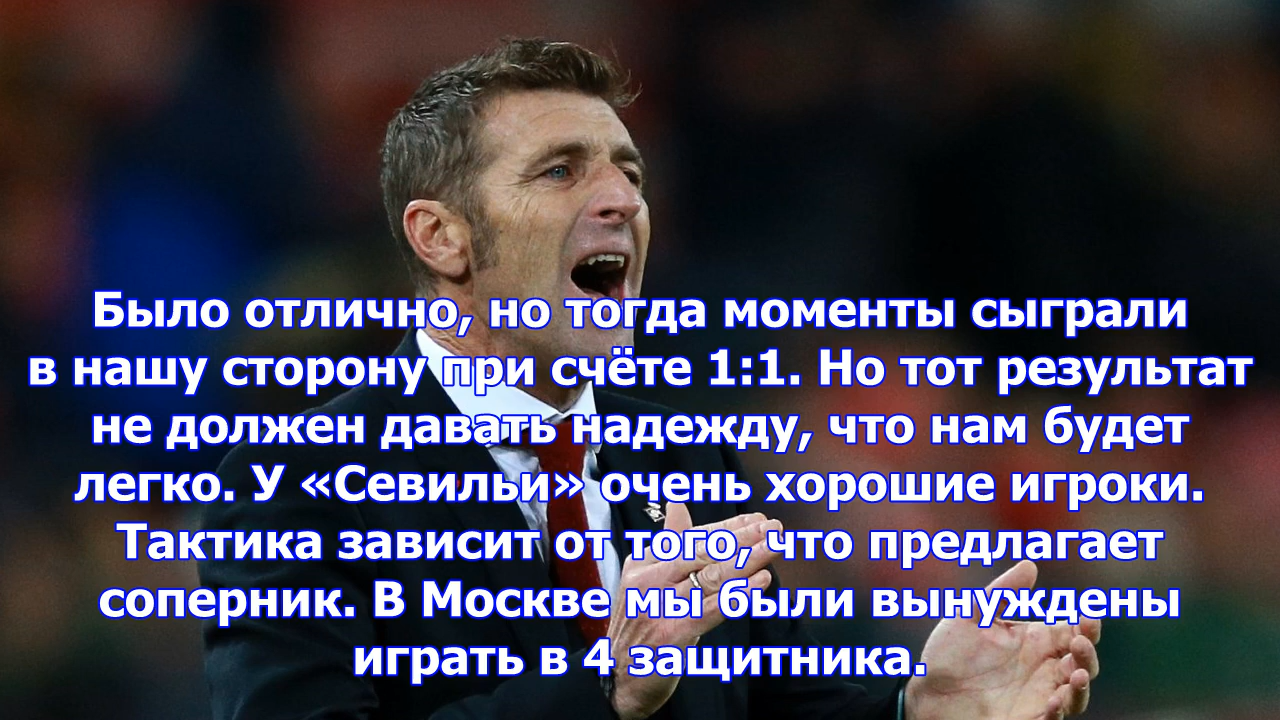 Было отлично, но тогда моменты сыграли
в нашу сторону при счёте 1:1. Но тот результат
не должен давать надежду, что нам будет
легко. У «Севильи» очень хорошие игроки.
Тактика зависит от того, что предлагает
соперник. В Москве мы были вынуждены
играть в 4 защитника.